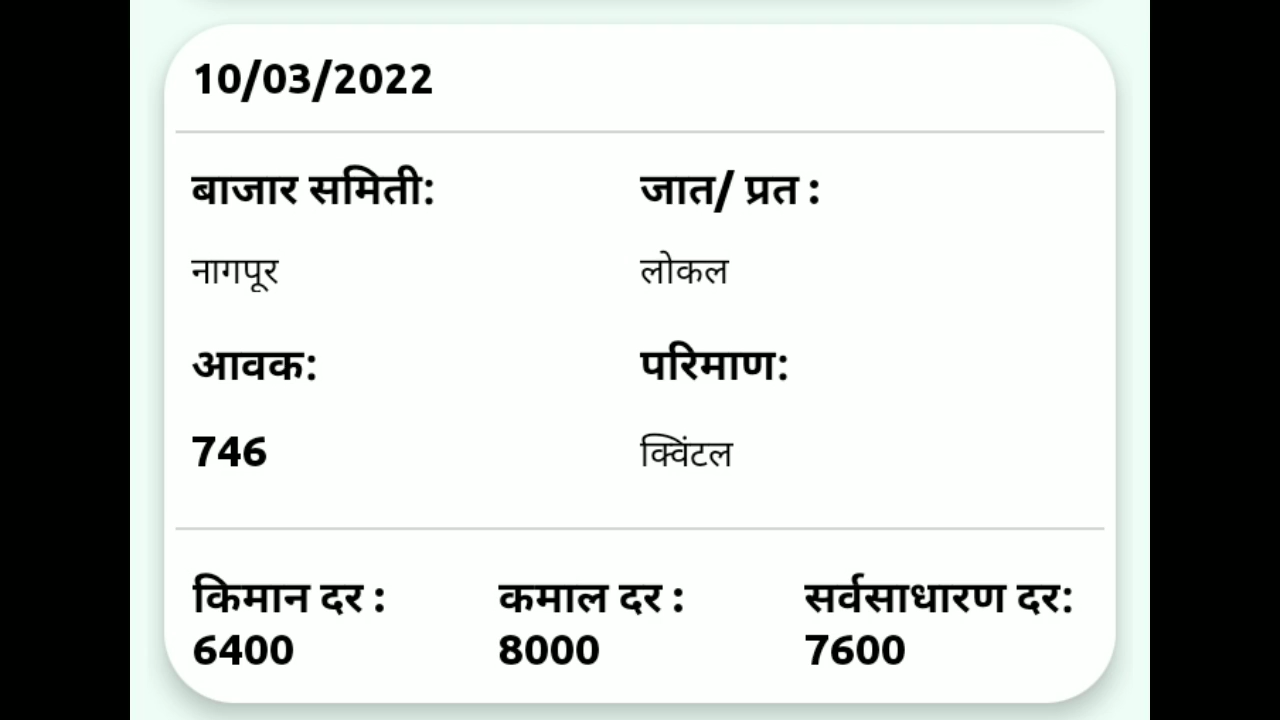 10/03/2022
बाजार समिती: जात/ प्रत :
नागपूर लोकल
आवक: परिमाण:
746 क्विंटल
किमान दर : कमाल दर : सर्वसाधारण दर:
6400 8000 7600